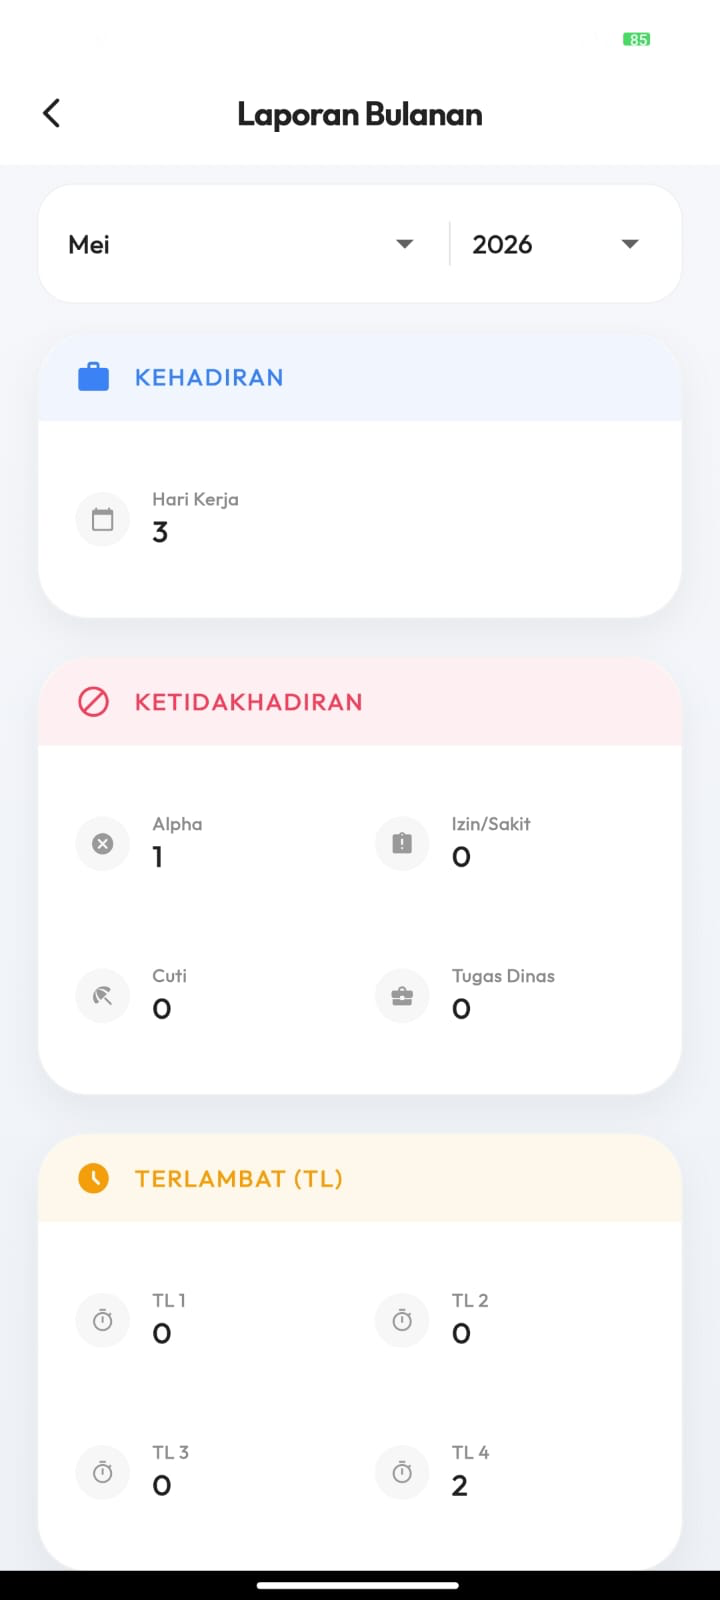 85
Laporan Bulanan
Mei
2026
KEHADIRAN
Hari Kerja
3
KETIDAKHADIRAN
Alpha
1
Izin/Sakit
0
Cuti
0
Tugas Dinas
0
TERLAMBAT (TL)
TL 1
0
TL 2
0
TL 3
0
TL 4
2